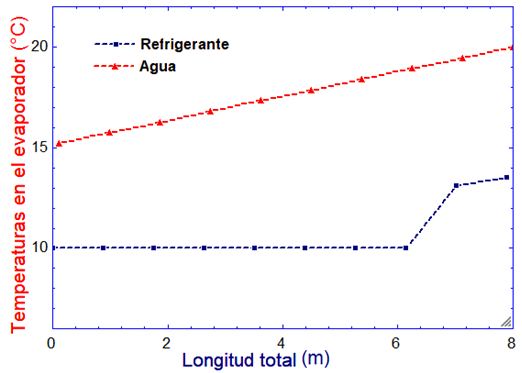 Temperaturas en el evaporador (°C)
Refrigerante
Agua
20
15
10
0
2
4
6
8
Longitud total (m)